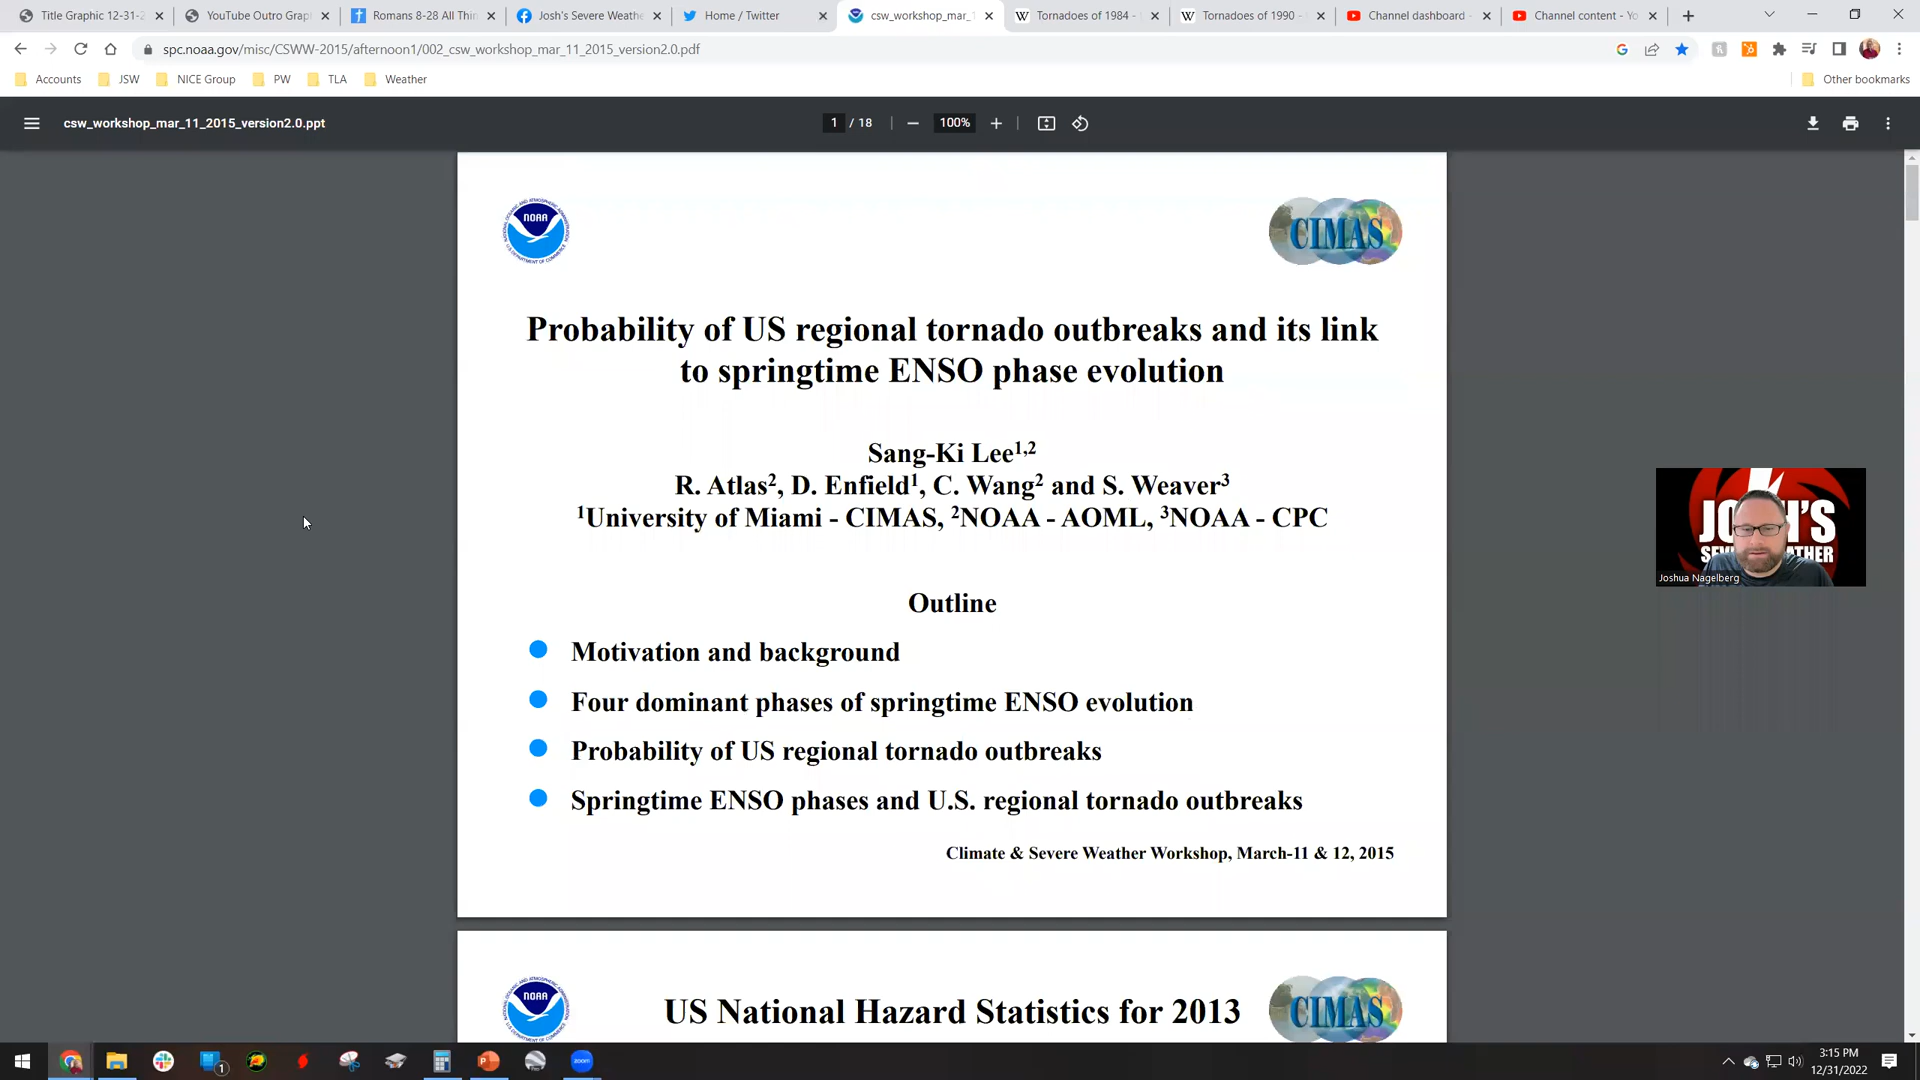 Title Graphic 12-31-2
YouTube Outro Grap
Romans 8-28 All Thin
Josh's Severe Weathe
Home / Twitter
csw_workshop_mar_
Tornadoes of 1984 -
Tornadoes of 1990 -
Channel dashboard -
Channel content - Yo
spc.noaa.gov/misc/CSWW-2015/afternoon1/002_csw_workshop_mar_11_2015_version2.0.pdf
Accounts
JSW
NICE Group
PW
TLA
Weather
Other bookmarks
csw_workshop_mar_11_2015_version2.0.ppt
1 / 18
100%
NOAA
CIMAS
Probability of US regional tornado outbreaks and its link
to springtime ENSO phase evolution
Sang-Ki Lee1,2
R. Atlas2, D. Enfield1, C. Wang2 and S. Weaver3
1University of Miami - CIMAS, 2NOAA - AOML, 3NOAA - CPC
JOSH'S
Joshua Nagelberg
Outline
Motivation and background
Four dominant phases of springtime ENSO evolution
Probability of US regional tornado outbreaks
Springtime ENSO phases and U.S. regional tornado outbreaks
Climate & Severe Weather Workshop, March-11 & 12, 2015
NOAA
US National Hazard Statistics for 2013
CIMAS
1
zoom
3:15 PM
12/31/2022